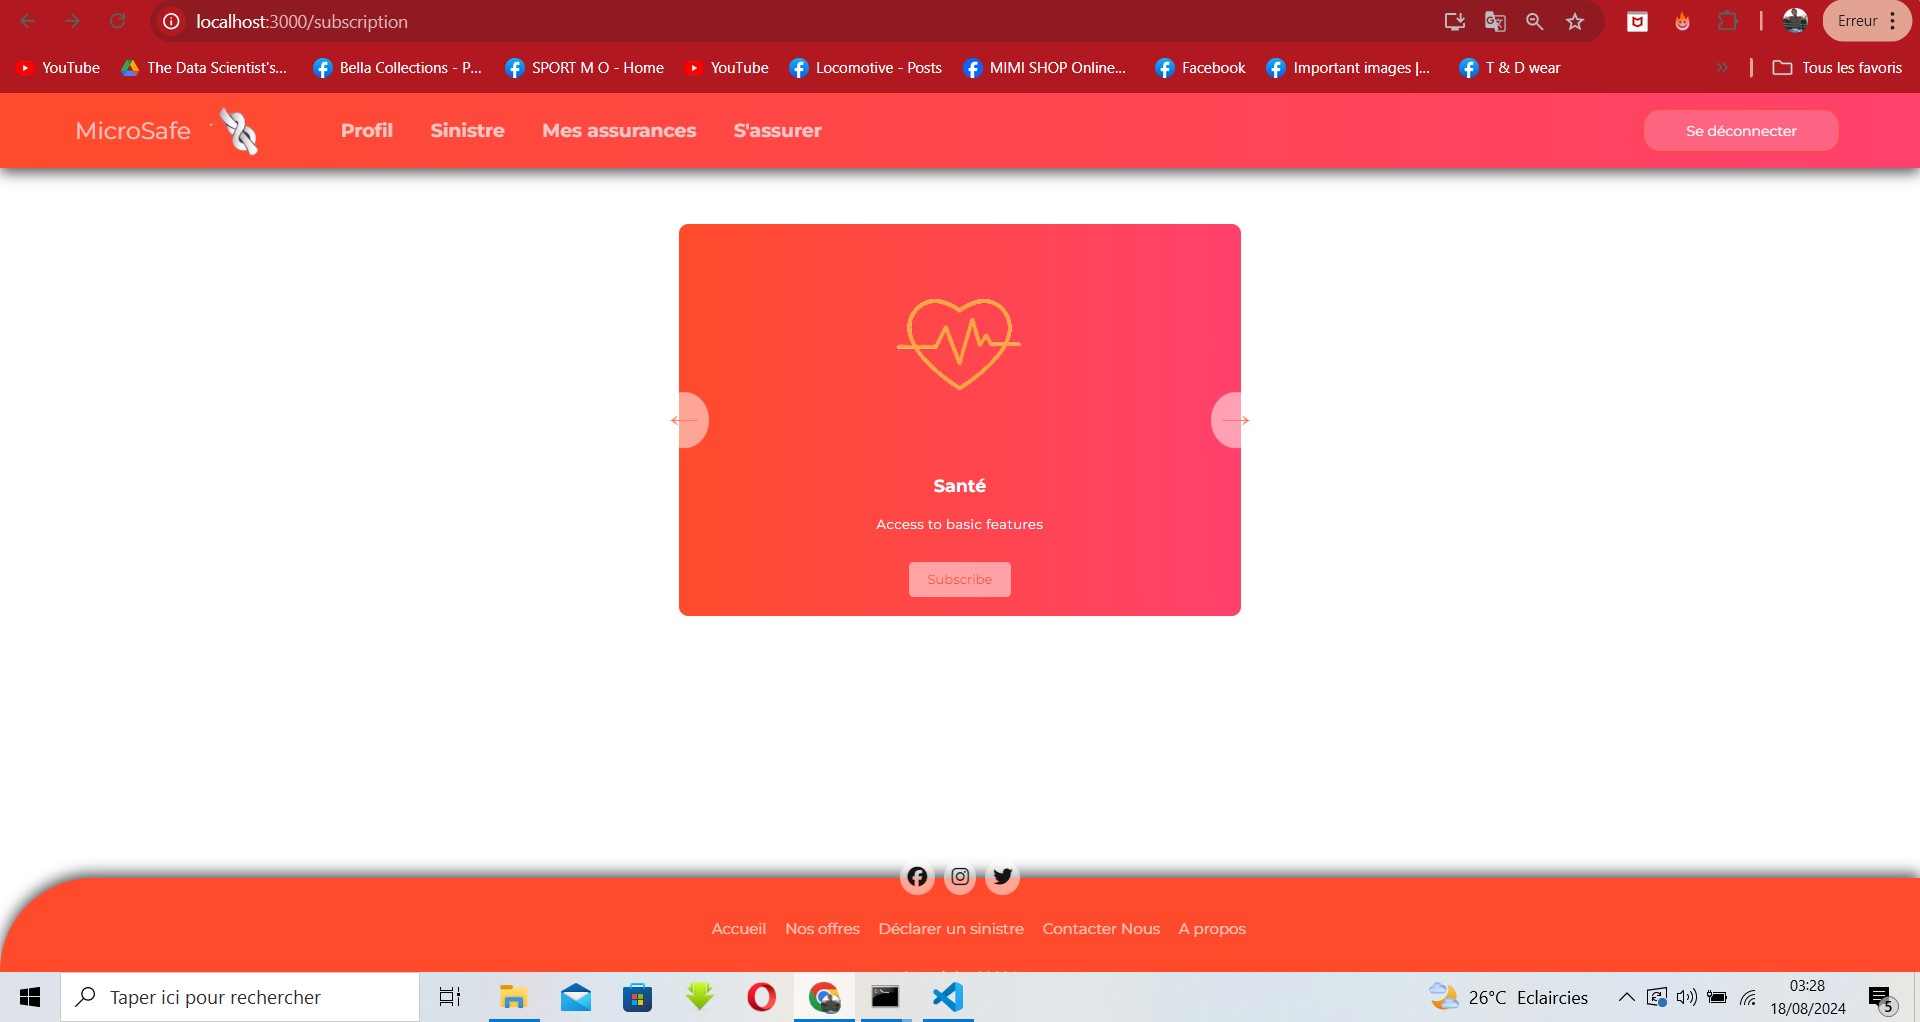 localhost:3000/subscription
Erreur
YouTube The Data Scientist's... Bella Collections - P... SPORT M O - Home YouTube Locomotive - Posts MIMI SHOP Online... Facebook Important images |... T & D wear » Tous les favoris
MicroSafe Profil Sinistre Mes assurances S'assurer Se déconnecter
Santé
Access to basic features
Subscribe
Accueil Nos offres Déclarer un sinistre Contacter Nous A propos
Taper ici pour rechercher
26°C Eclaircies
03:28
18/08/2024
5